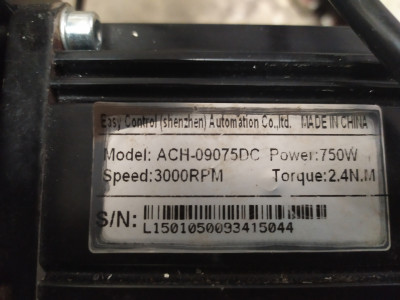 Easy Control (shenzhen) Automation Co.,ltd. MADE IN CHINA
Model: ACH-09075DC Power:750W
Speed:3000RPM Torque:2.4N.M
S/N:
L1501050093415044